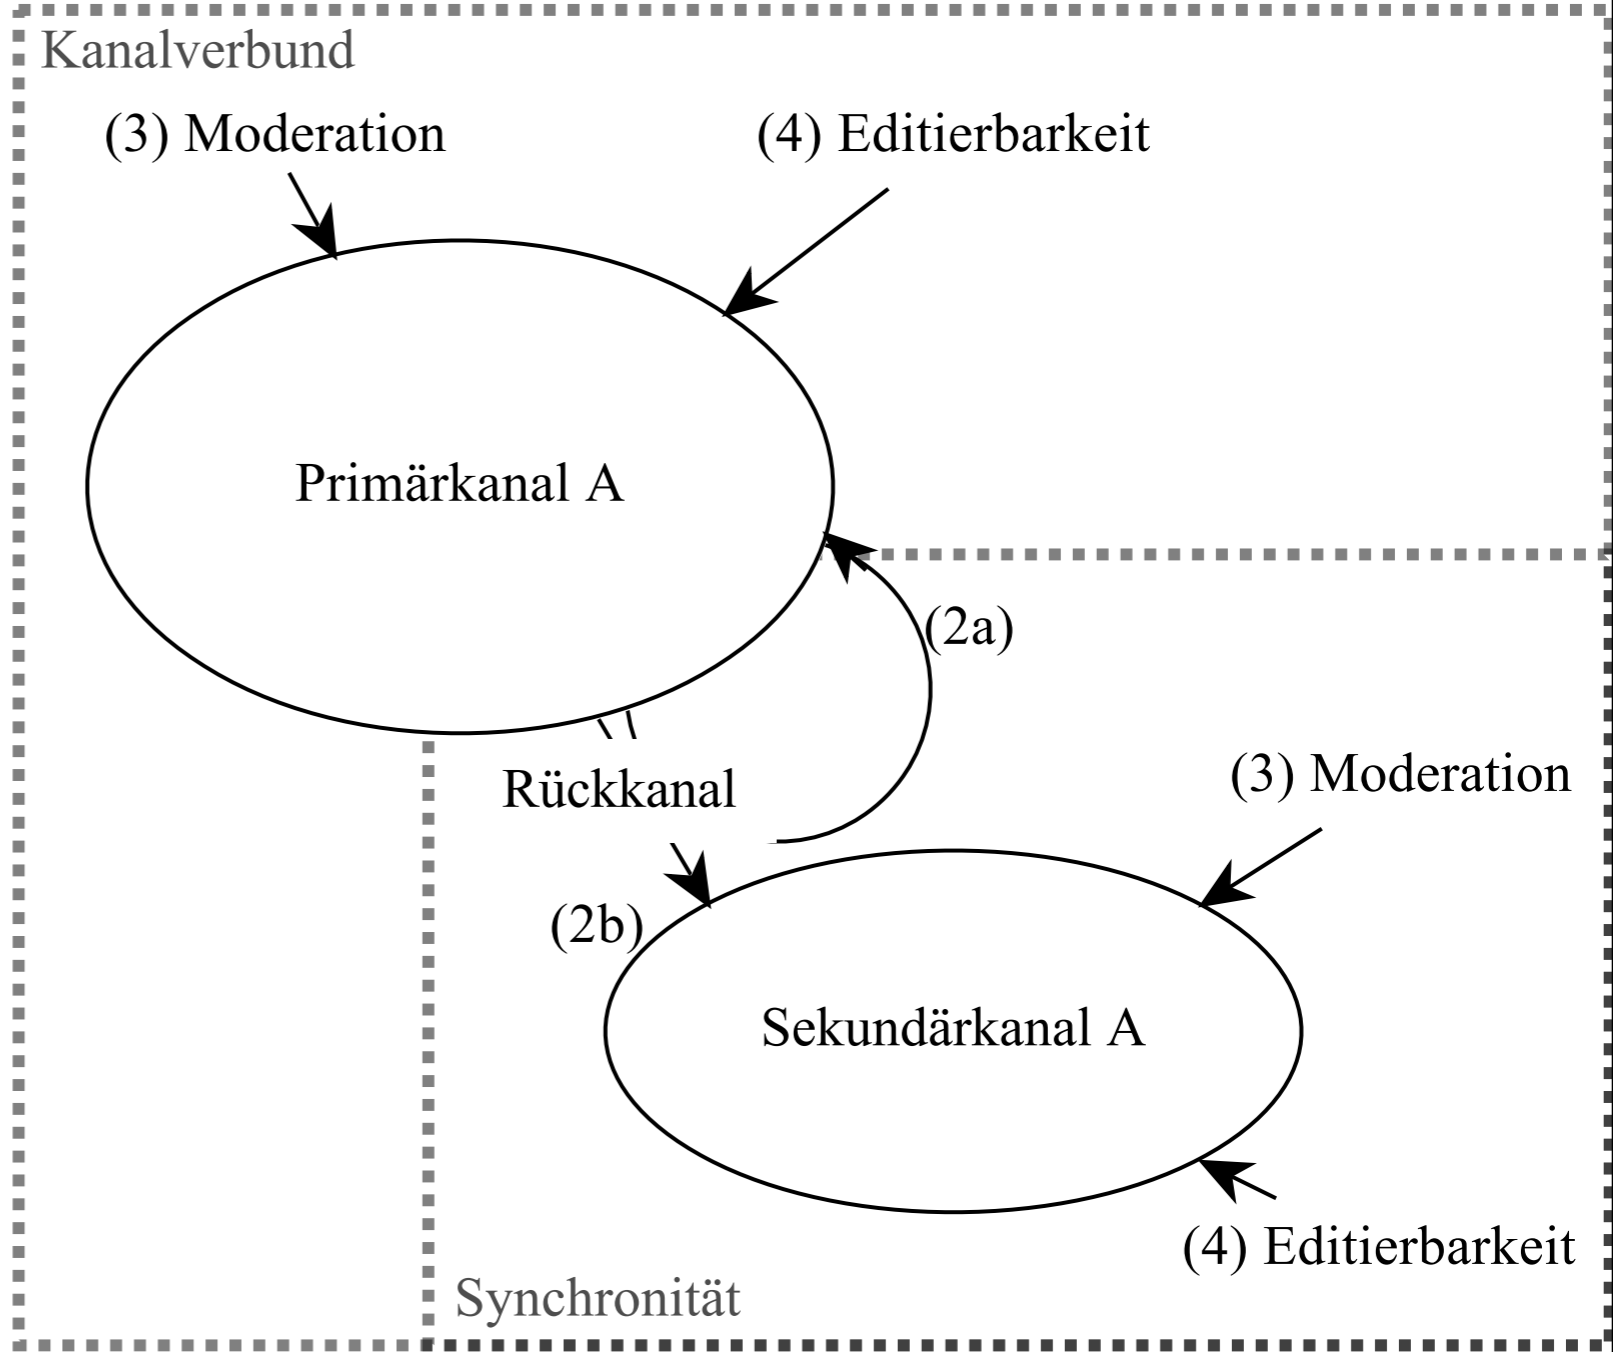 Kanalverbund
(3) Moderation
(4) Editierbarkeit
Primärkanal A
(2a)
Rückkanal
(3) Moderation
(2b)
Sekundärkanal A
(4) Editierbarkeit
Synchronität